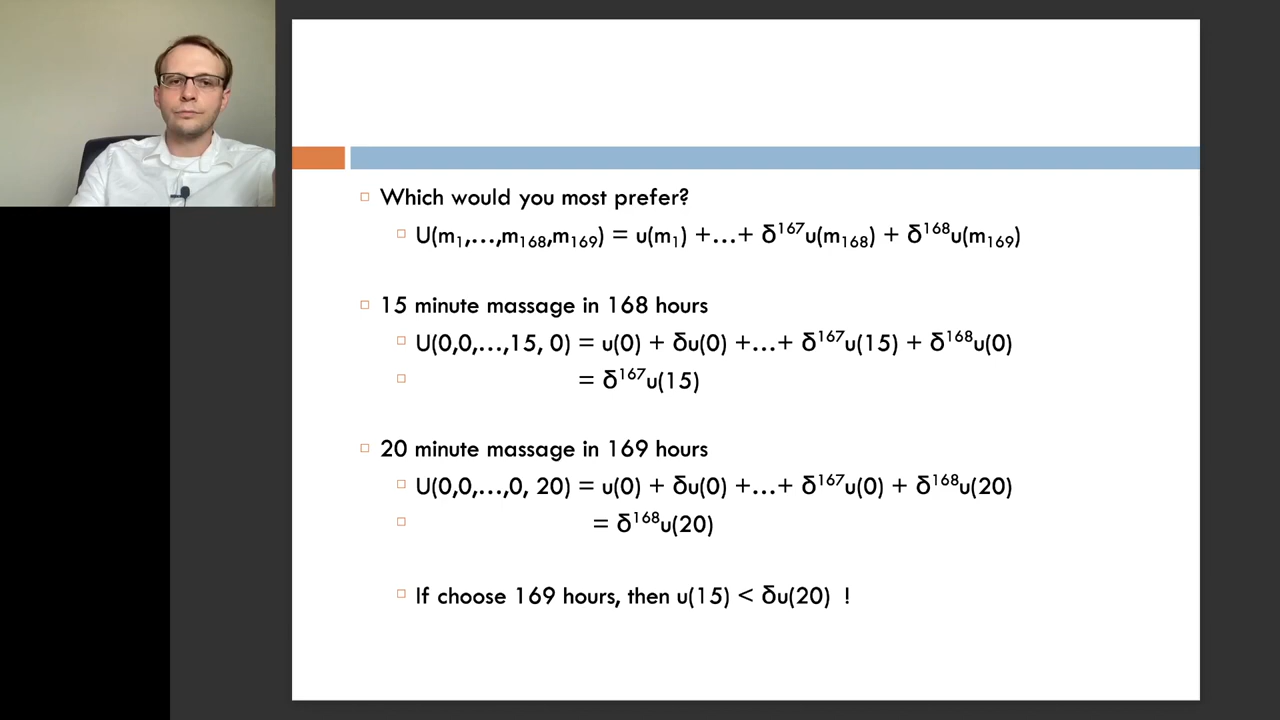 Which would you most prefer?
U(m₁,…,m₁₆₈,m₁₆₉) = u(m₁) +…+ δ¹⁶⁷u(m₁₆₈) + δ¹⁶⁸u(m₁₆₉)
15 minute massage in 168 hours
U(0,0,…,15, 0) = u(0) + δu(0) +…+ δ¹⁶⁷u(15) + δ¹⁶⁸u(0)
= δ¹⁶⁷u(15)
20 minute massage in 169 hours
U(0,0,…,0, 20) = u(0) + δu(0) +…+ δ¹⁶⁷u(0) + δ¹⁶⁸u(20)
= δ¹⁶⁸u(20)
If choose 169 hours, then u(15) < δu(20) !